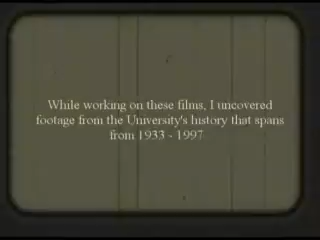 While working on these films, I uncovered
footage from the University's history that spans
from 1933 - 1997